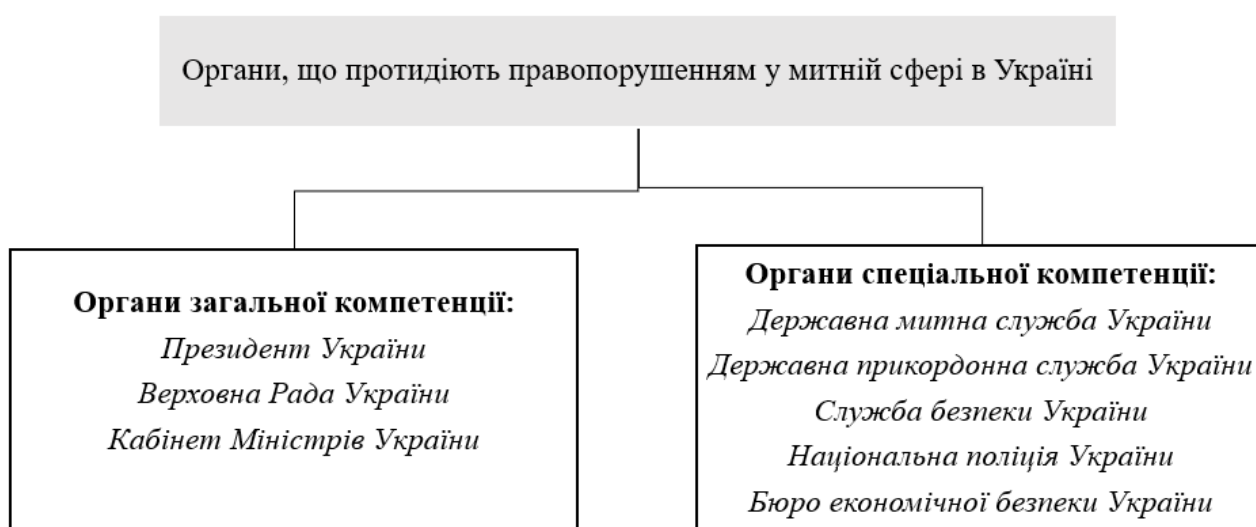 Органи, що протидіють правопорушенням у митній сфері в Україні
Органи загальної компетенції:
Президент України
Верховна Рада України
Кабінет Міністрів України
Органи спеціальної компетенції:
Державна митна служба України
Державна прикордонна служба України
Служба безпеки України
Національна поліція України
Бюро економічної безпеки України